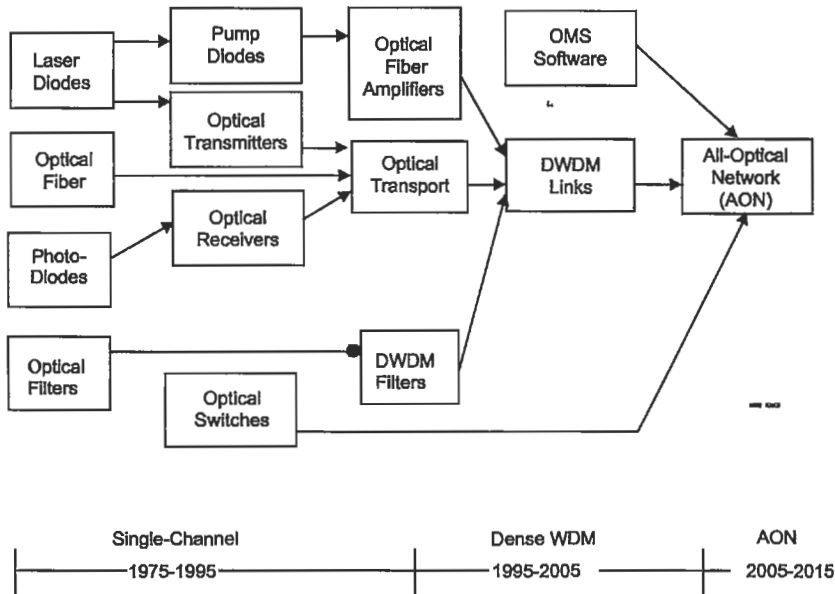 Laser
Diodes
Pump
Diodes
Optical
Fiber
Amplifiers
OMS
Software
Optical
Transmitters
Optical
Fiber
Optical
Transport
DWDM
Links
All-Optical
Network
(AON)
Optical
Receivers
Photo-
Diodes
Optical
Filters
DWDM
Filters
Optical
Switches
Single-Channel
Dense WDM
AON
1975-1995
1995-2005
2005-2015